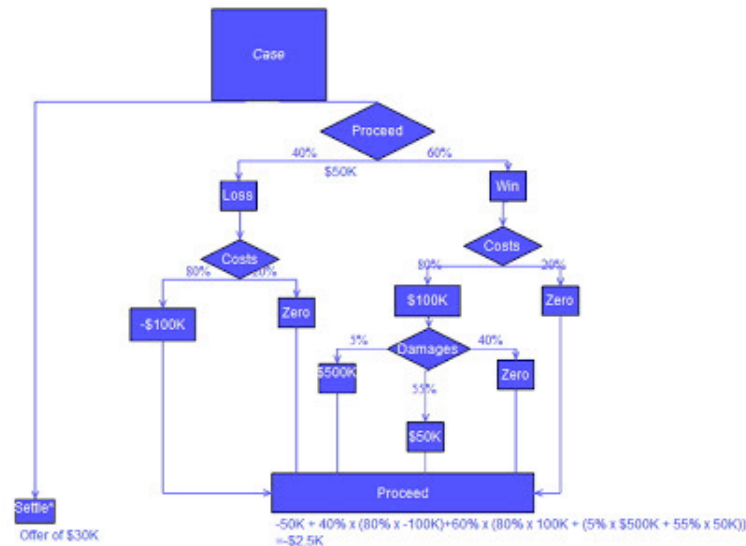 Case
Proceed
40%
60%
$50K
Loss
Win
Costs
Costs
80%
20%
80%
20%
-$100K
Zero
$100K
Zero
Damages
5%
40%
$500K
Zero
55%
$50K
Proceed
Settle*
Offer of $30K
-50K + 40% x (80% x -100K)+60% x (80% x 100K + (5% x $500K + 55% x 50K))
=-$2.5K